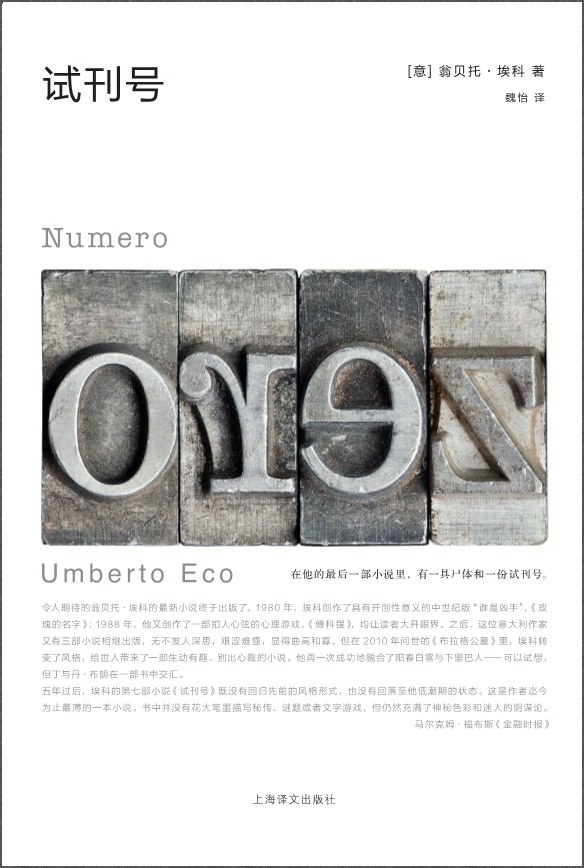 试刊号
[意] 翁贝托·埃科 著
魏怡 译
Numero
orez
Umberto Eco
在他的最后一部小说里，有一具尸体和一份试刊号。
令人期待的翁贝托·埃科的最新小说终于出版了。1980 年，埃科创作了具有开创性意义的中世纪版“谁是凶手”，《玫
瑰的名字》；1988 年，他又创作了一部扣人心弦的心理游戏，《傅科摆》，均让读者大开眼界。之后，这位意大利作家
又有三部小说相继出版，无不发人深思，艰涩难懂，显得曲高和寡。但在 2010 年问世的《布拉格公墓》里，埃科转
变了风格，给世人带来了一部生动有趣、别出心裁的小说。他再一次成功地融合了阳春白雪与下里巴人——可以试想，
但丁与丹·布朗在一部书中交汇。
五年过后，埃科的第七部小说《试刊号》既没有回归先前的风格形式，也没有回落至他低潮期的状态。这是作者迄今
为止最薄的一本小说。书中并没有花大笔墨描写秘传、谜题或者文字游戏，但仍然充满了神秘色彩和迷人的阴谋论。
马尔克姆·福布斯《金融时报》
上海译文出版社